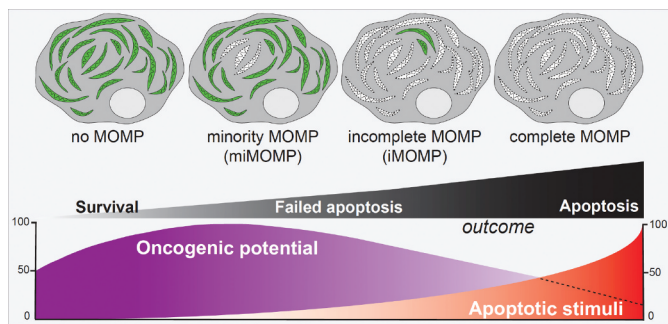 no MOMP
minority MOMP
(miMOMP)
incomplete MOMP
(iMOMP)
complete MOMP
Survival
Failed apoptosis
Apoptosis
outcome
100
50
0
Oncogenic potential
Apoptotic stimuli
100
50
0